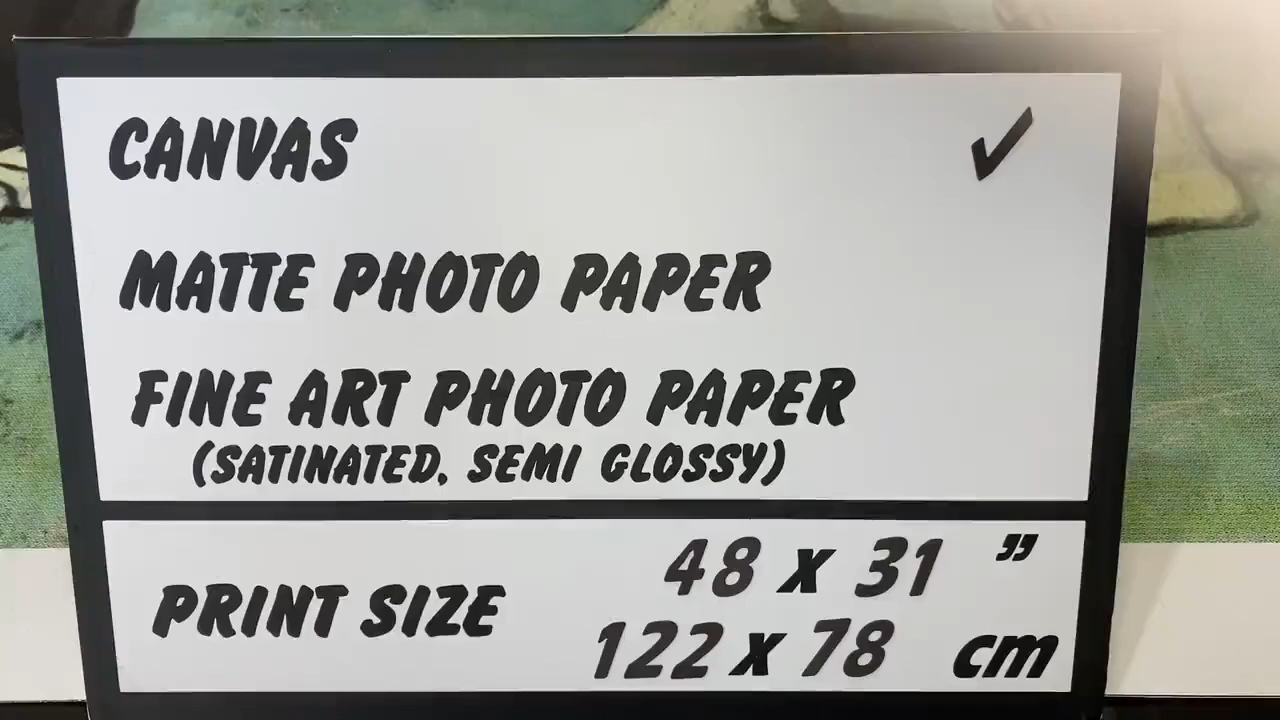 CANVAS ✓
MATTE PHOTO PAPER
FINE ART PHOTO PAPER
(SATINATED, SEMI GLOSSY)
PRINT SIZE
48 x 31 ”
122 x 78 cm